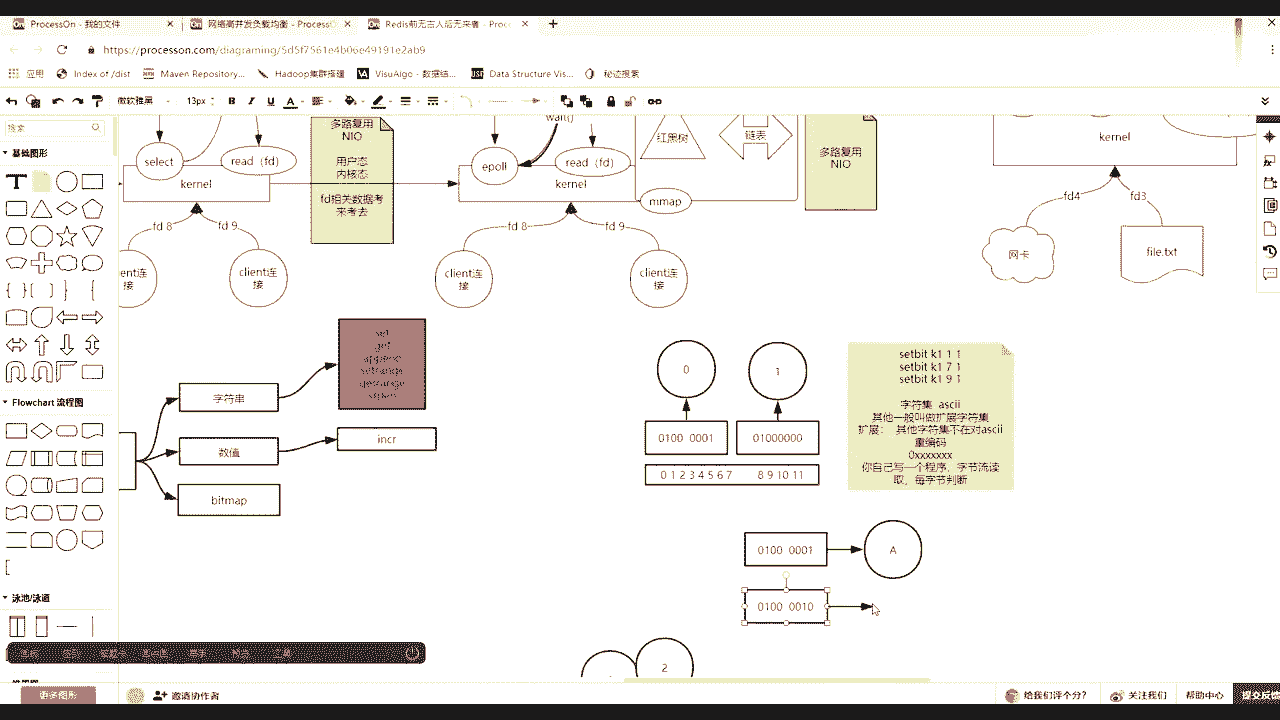 ProcessOn - 我的文件
网络高并发负载均衡 - Process
Redis前无古人后无来者 - Proc
https://processon.com/diagraming/5d5f7561e4b06e49191e2ab9
应用
Index of /dist
Maven Repository...
Hadoop集群搭建
VisuAlgo - 数据结...
Data Structure Vis...
秘迹搜索
微软雅黑
13px
B I U A
搜索
基础图形
Flowchart 流程图
泳池/泳道
更多图形
select
read（fd）
kernel
多路复用
NIO
用户态
内核态
fd相关数据考
来考去
fd 8
fd 9
client连
接
wait()
epoll
read（fd）
kernel
红黑树
链表
mmap
多路复用
NIO
fd 8
fd 9
client连
接
client连
接
kernel
fd4
fd3
网卡
file.txt
字符串
数值
bitmap
set
get
append
setrange
getrange
strlen
incr
0
1
0100 0001
01000000
0 1 2 3 4 5 6 7
8 9 10 11
setbit k1 1 1
setbit k1 7 1
setbit k1 9 1
字符集 ascii
其他一般叫做扩展字符集
扩展： 其他字符集不在对ascii
重编码
0xxxxxxx
你自己写一个程序，字节流读
取，每字节判断
0100 0001
A
0100 0010
2
邀请协作者
给我们评个分?
关注我们
帮助中心
提交反馈